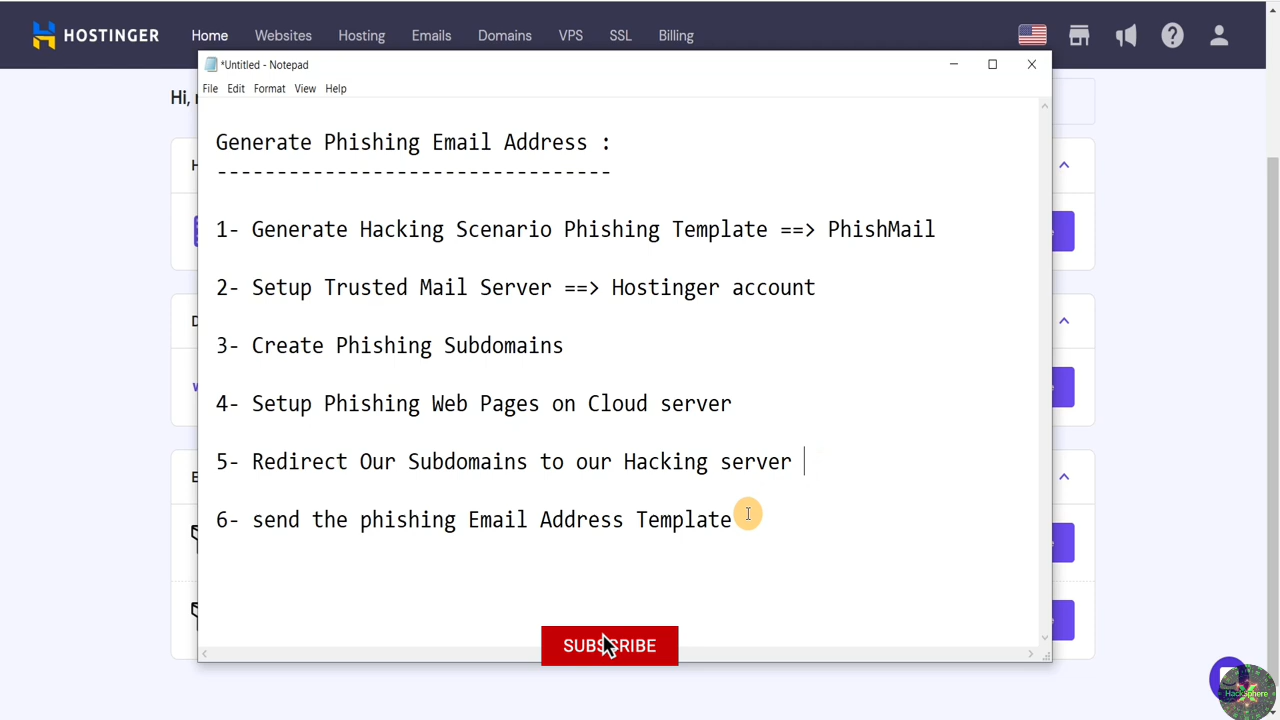 HOSTINGER Home Websites Hosting Emails Domains VPS SSL Billing
*Untitled - Notepad
File Edit Format View Help
Hi,
Generate Phishing Email Address :
---------------------------------
1- Generate Hacking Scenario Phishing Template ==> PhishMail
2- Setup Trusted Mail Server ==> Hostinger account
3- Create Phishing Subdomains
4- Setup Phishing Web Pages on Cloud server
5- Redirect Our Subdomains to our Hacking server
6- send the phishing Email Address Template
SUBSCRIBE
HackSphere